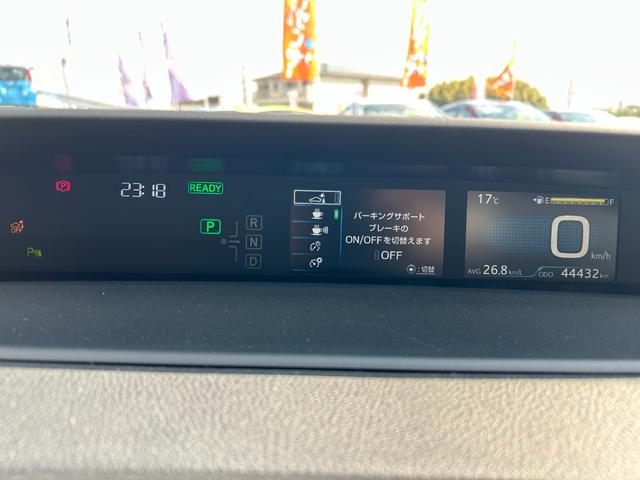 P
23:18
READY
OFF
P
P
R
N
D
パーキングサポート
ブレーキの
ON/OFFを切替えます
OFF
:切替
17℃
E F
0
km/h
AVG 26.8 km/L
ODO 44432 km